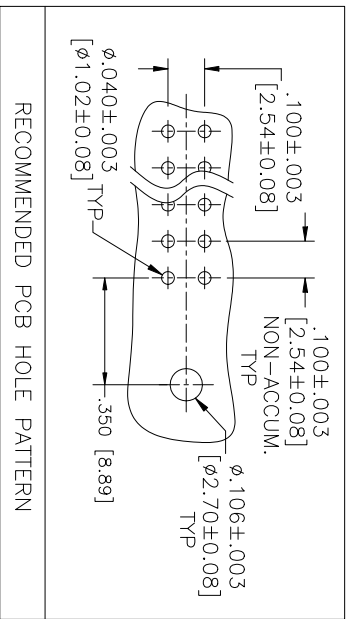 .100±.003
[2.54±0.08]
.100±.003
[2.54±0.08]
NON-ACCUM.
TYP
Ø.040±.003
[Ø1.02±0.08] TYP
.350 [8.89]
Ø.106±.003
[Ø2.70±0.08]
TYP
RECOMMENDED PCB HOLE PATTERN